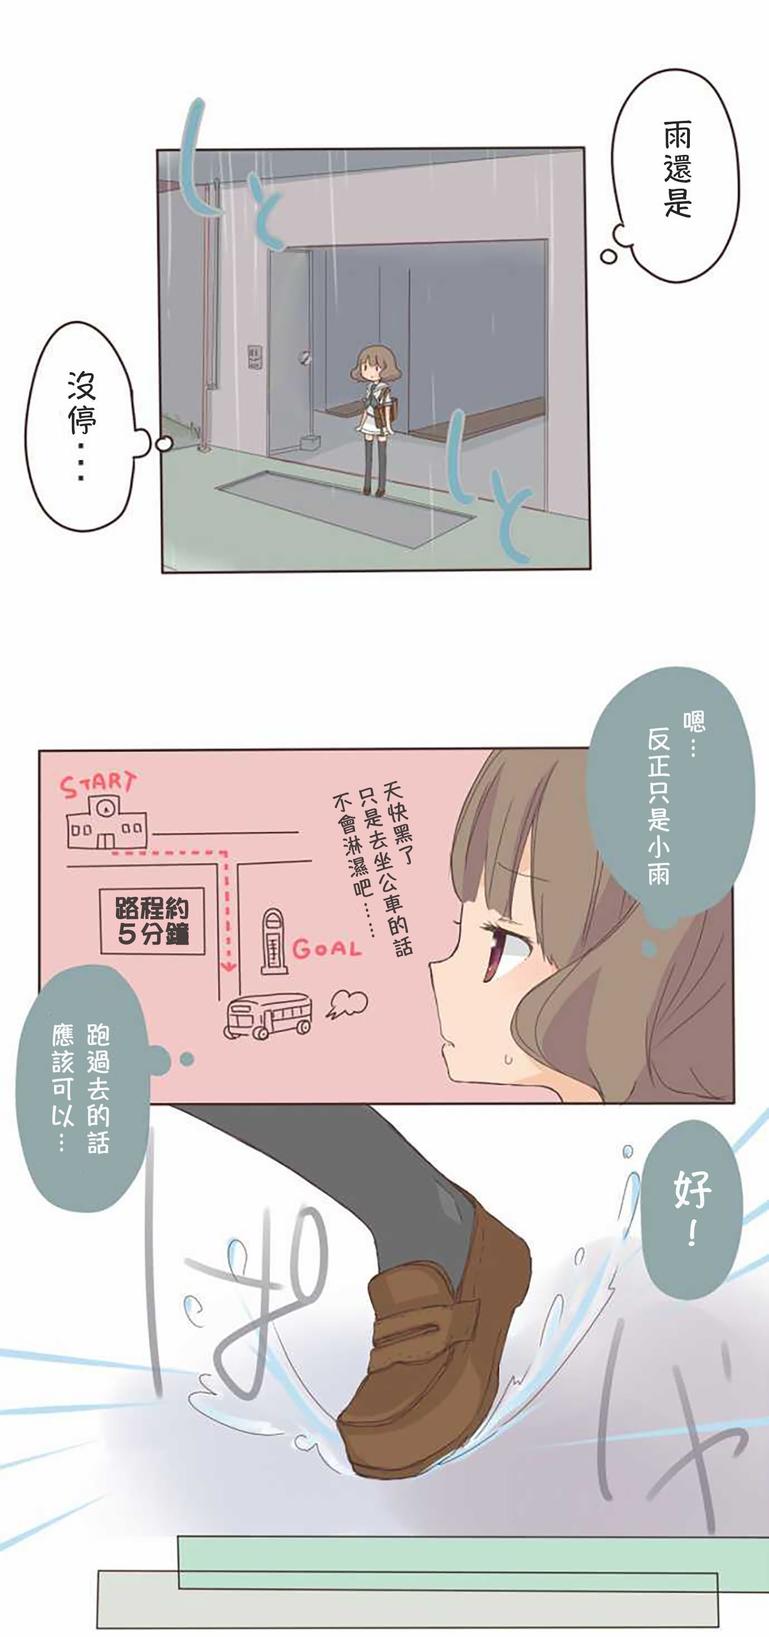 雨還是
沒停…
しと
しと
嗯…
反正只是小雨
天快黑了
只是去坐公車的話
不會淋濕吧……
START
路程約
5分鐘
GOAL
跑過去的話
應該可以…
好！
ぱ
しゃ